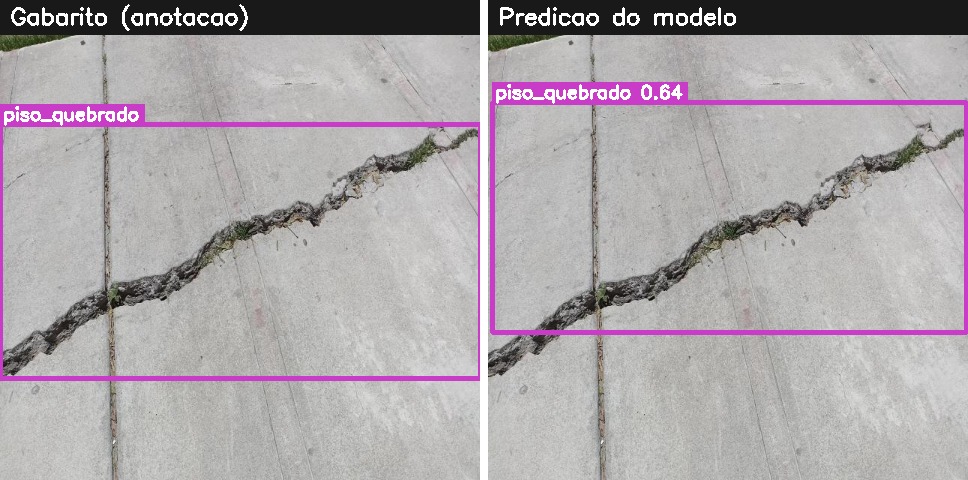 Gabarito (anotacao)
Predicao do modelo
piso_quebrado
piso_quebrado 0.64